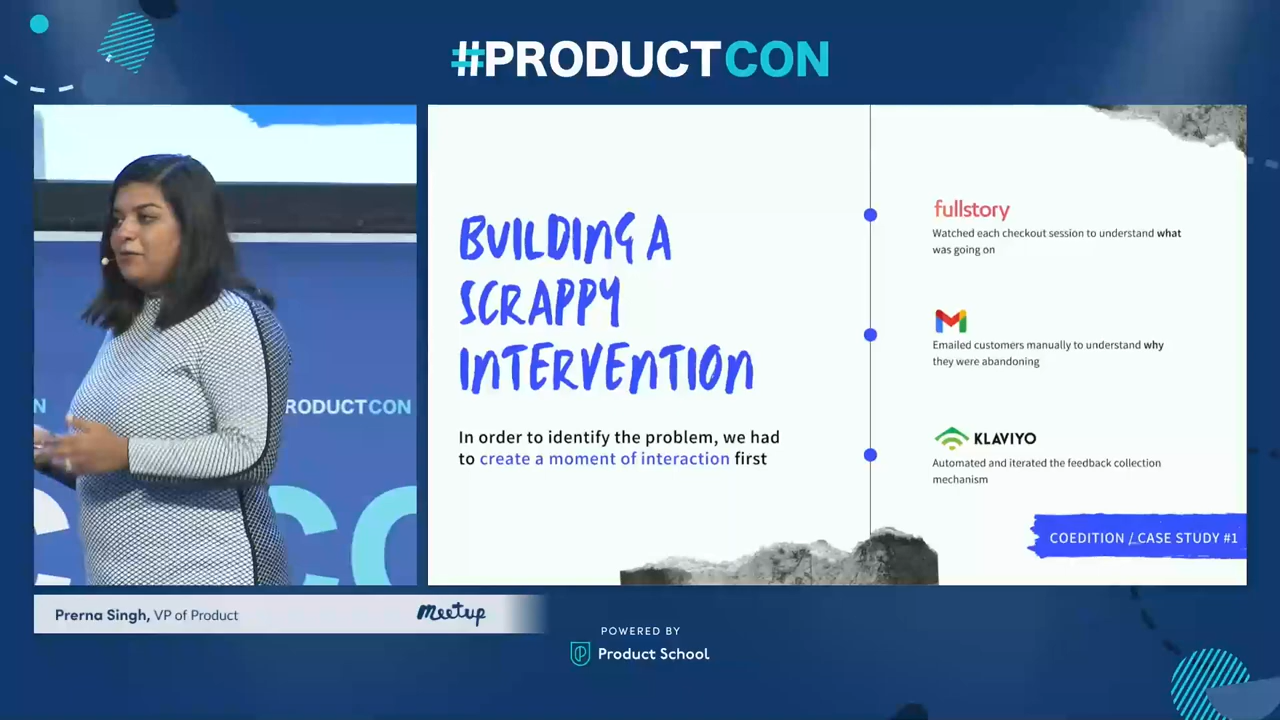 #PRODUCTCON
BUILDING A
SCRAPPY
INTERVENTION
In order to identify the problem, we had
to create a moment of interaction first
fullstory
Watched each checkout session to understand what
was going on
Emailed customers manually to understand why
they were abandoning
KLAVIYO
Automated and iterated the feedback collection
mechanism
COEDITION / CASE STUDY #1
N
RODUCTCON
CO
Prerna Singh, VP of Product
meetup
POWERED BY
Product School